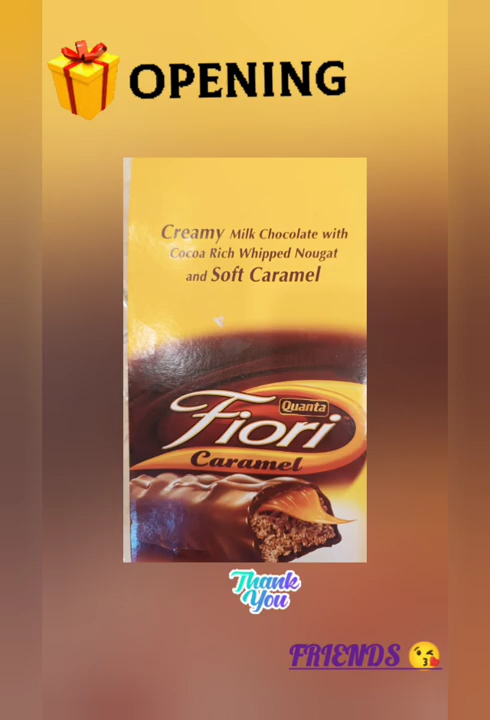 OPENING
Creamy Milk Chocolate with
Cocoa Rich Whipped Nougat
and Soft Caramel
Quanta
Fiori
Caramel
Thank
You
FRIENDS 😘